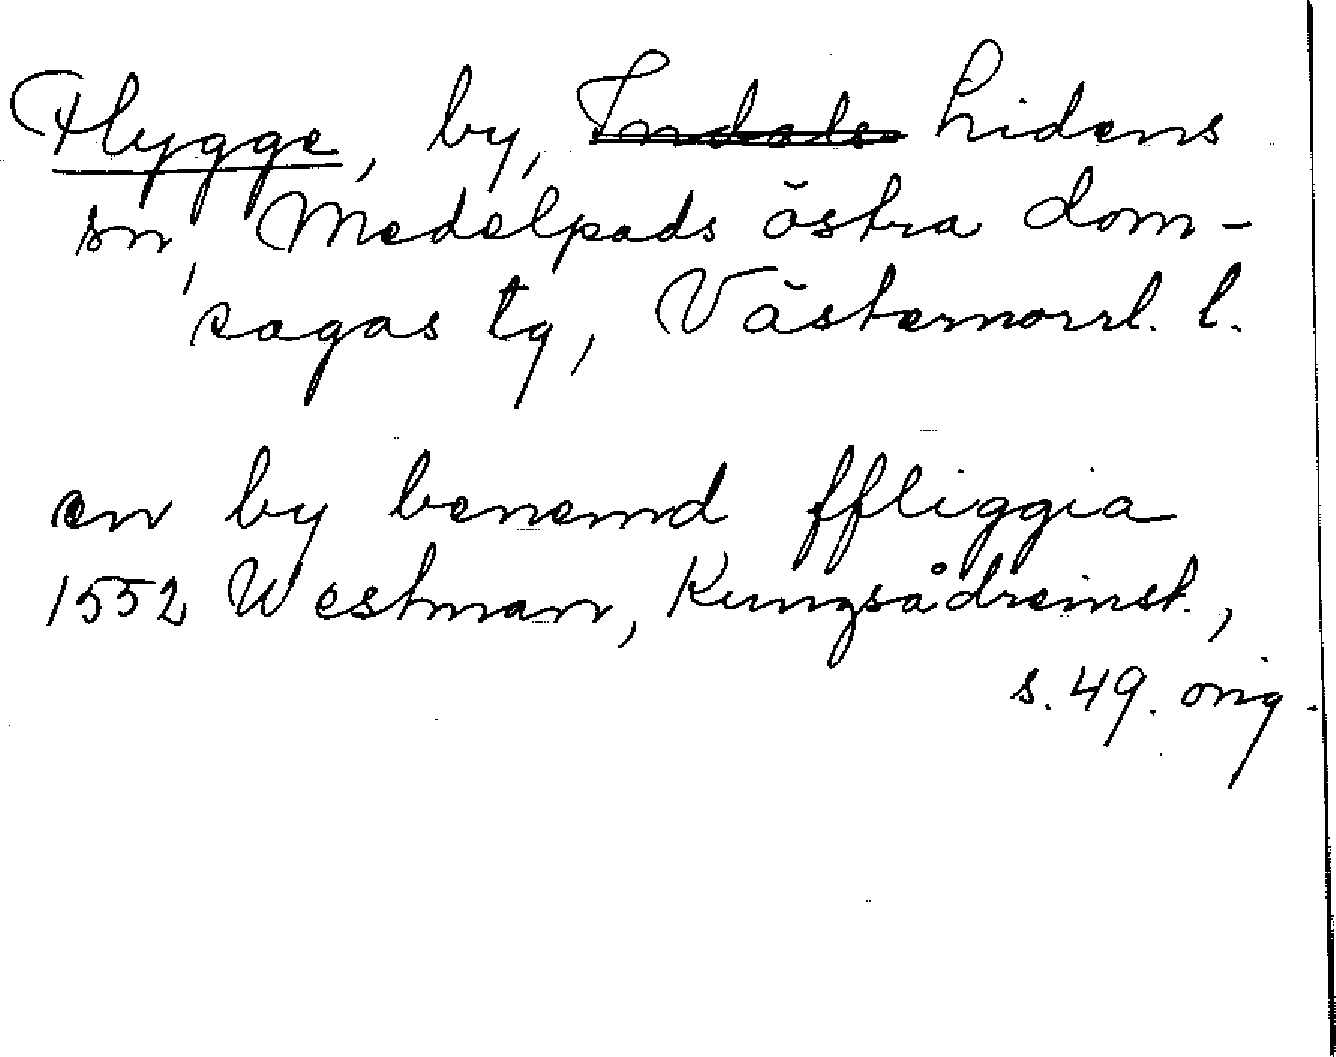 Flygge, by, Indals Lidens
sn, Medelpads östra dom-
sagas tg, Västernorrl. l.
en by benemd ffliggia
1552 Westman, Kungsådreinst.,
s. 49. orig.